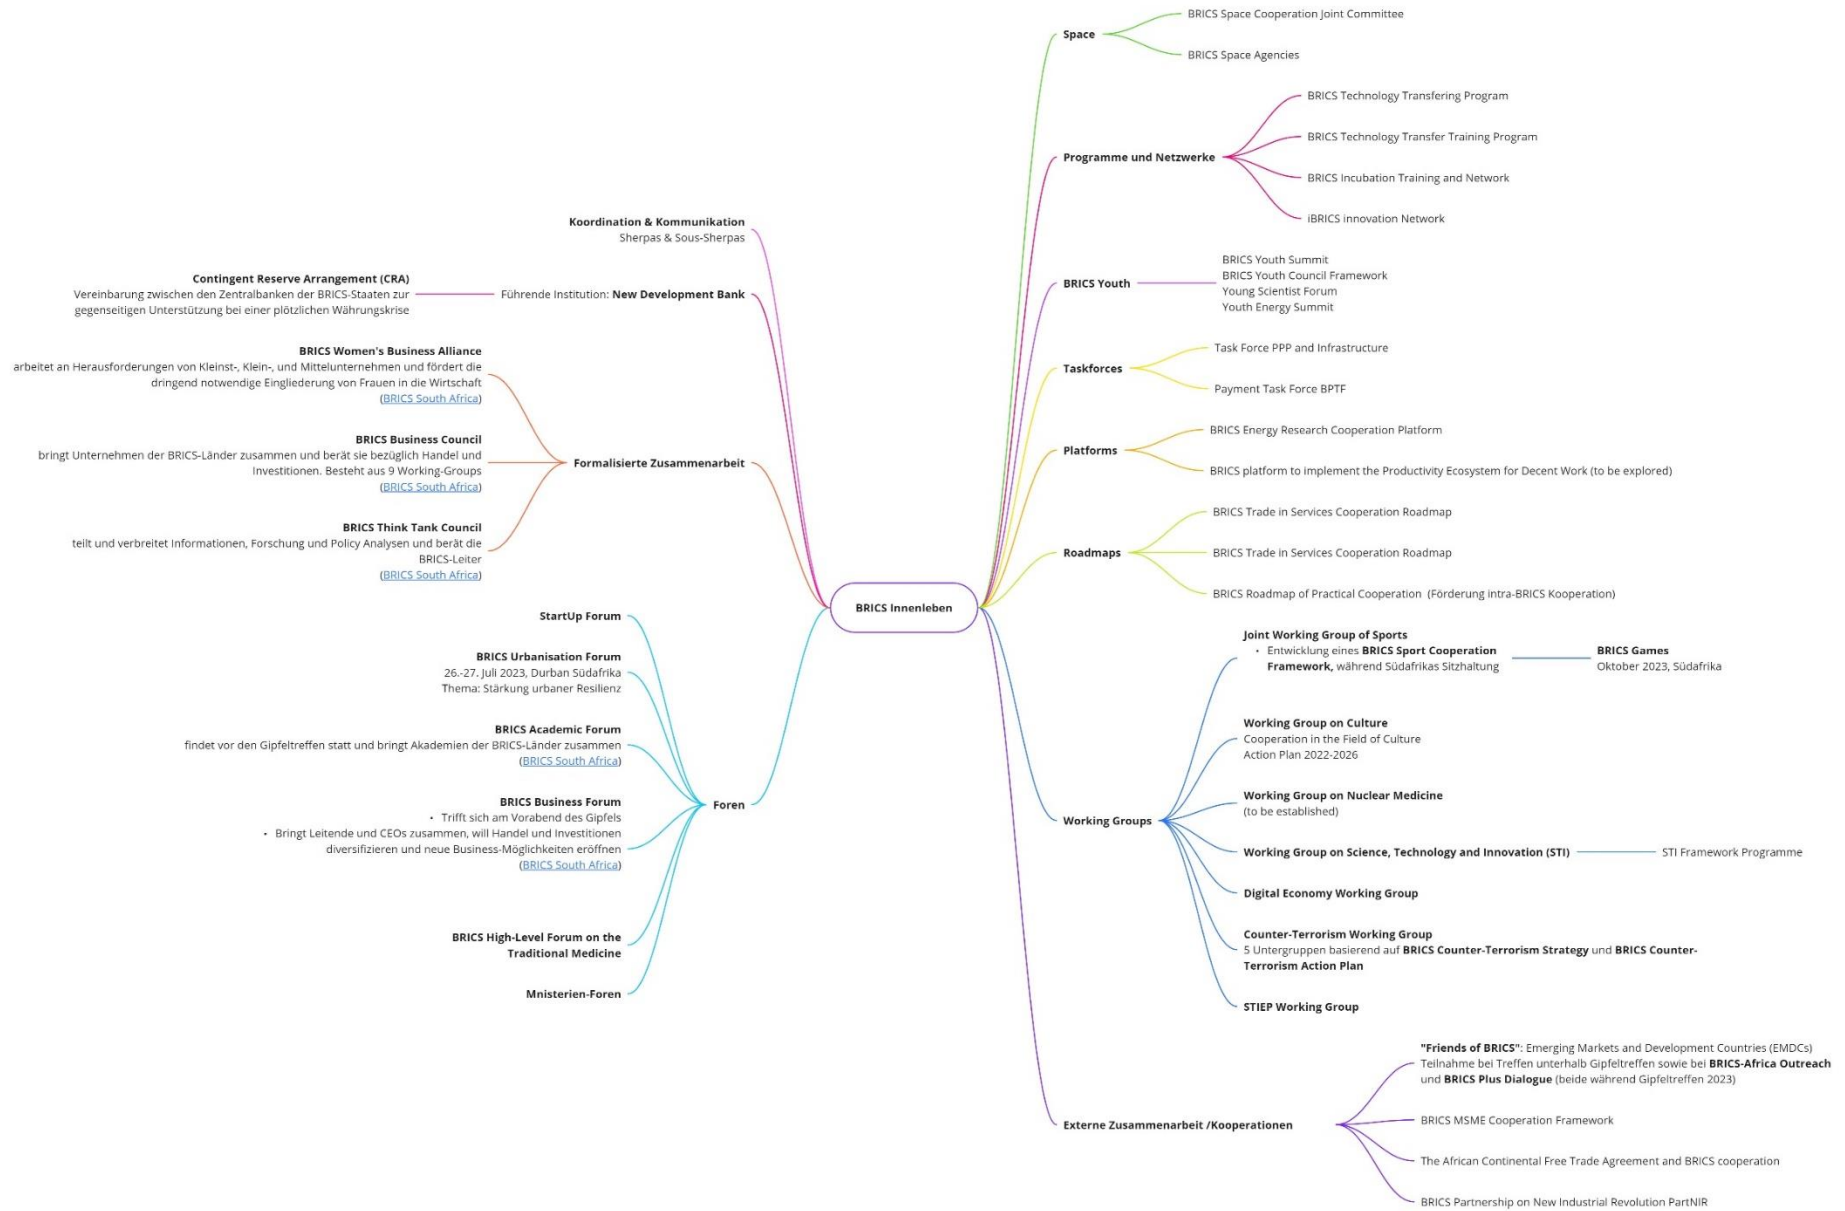 BRICS Innenleben
Koordination & Kommunikation
Sherpas & Sous-Sherpas
Führende Institution: New Development Bank
Contingent Reserve Arrangement (CRA)
Vereinbarung zwischen den Zentralbanken der BRICS-Staaten zur
gegenseitigen Unterstützung bei einer plötzlichen Währungskrise
Formalisierte Zusammenarbeit
BRICS Women's Business Alliance
arbeitet an Herausforderungen von Kleinst-, Klein-, und Mittelunternehmen und fördert die
dringend notwendige Eingliederung von Frauen in die Wirtschaft
(BRICS South Africa)
BRICS Business Council
bringt Unternehmen der BRICS-Länder zusammen und berät sie bezüglich Handel und
Investitionen. Besteht aus 9 Working-Groups
(BRICS South Africa)
BRICS Think Tank Council
teilt und verbreitet Informationen, Forschung und Policy Analysen und berät die
BRICS-Leiter
(BRICS South Africa)
Foren
StartUp Forum
BRICS Urbanisation Forum
26.-27. Juli 2023, Durban Südafrika
Thema: Stärkung urbaner Resilienz
BRICS Academic Forum
findet vor den Gipfeltreffen statt und bringt Akademien der BRICS-Länder zusammen
(BRICS South Africa)
BRICS Business Forum
• Trifft sich am Vorabend des Gipfels
• Bringt Leitende und CEOs zusammen, will Handel und Investitionen
diversifizieren und neue Business-Möglichkeiten eröffnen
(BRICS South Africa)
BRICS High-Level Forum on the
Traditional Medicine
Mnisterien-Foren
Space
BRICS Space Cooperation Joint Committee
BRICS Space Agencies
Programme und Netzwerke
BRICS Technology Transfering Program
BRICS Technology Transfer Training Program
BRICS Incubation Training and Network
iBRICS innovation Network
BRICS Youth
BRICS Youth Summit
BRICS Youth Council Framework
Young Scientist Forum
Youth Energy Summit
Taskforces
Task Force PPP and Infrastructure
Payment Task Force BPTF
Platforms
BRICS Energy Research Cooperation Platform
BRICS platform to implement the Productivity Ecosystem for Decent Work (to be explored)
Roadmaps
BRICS Trade in Services Cooperation Roadmap
BRICS Trade in Services Cooperation Roadmap
BRICS Roadmap of Practical Cooperation (Förderung intra-BRICS Kooperation)
Working Groups
Joint Working Group of Sports
• Entwicklung eines BRICS Sport Cooperation
Framework, während Südafrikas Sitzhaltung
BRICS Games
Oktober 2023, Südafrika
Working Group on Culture
Cooperation in the Field of Culture
Action Plan 2022-2026
Working Group on Nuclear Medicine
(to be established)
Working Group on Science, Technology and Innovation (STI)
STI Framework Programme
Digital Economy Working Group
Counter-Terrorism Working Group
5 Untergruppen basierend auf BRICS Counter-Terrorism Strategy und BRICS Counter-
Terrorism Action Plan
STIEP Working Group
Externe Zusammenarbeit /Kooperationen
"Friends of BRICS": Emerging Markets and Development Countries (EMDCs)
Teilnahme bei Treffen unterhalb Gipfeltreffen sowie bei BRICS-Africa Outreach
und BRICS Plus Dialogue (beide während Gipfeltreffen 2023)
BRICS MSME Cooperation Framework
The African Continental Free Trade Agreement and BRICS cooperation
BRICS Partnership on New Industrial Revolution PartNIR